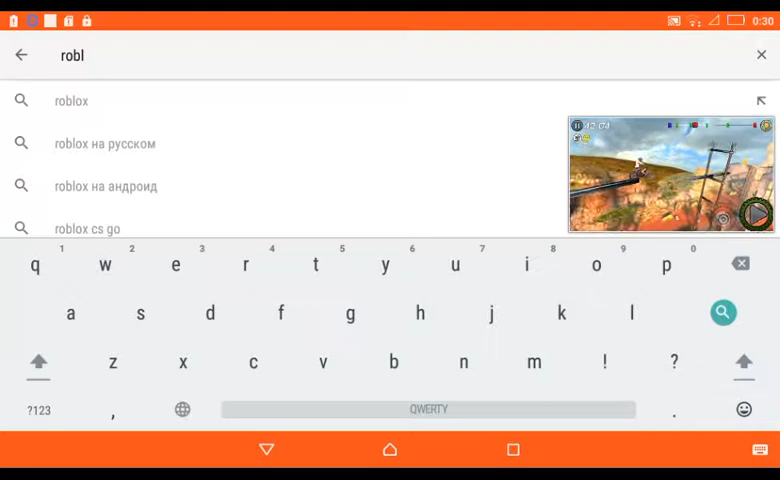 0:30
robl
roblox
roblox на русском
roblox на андроид
roblox cs go
1 2 3 4 5 6 7 8 9 0
q w e r t y u i o p
a s d f g h j k l
z x c v b n m ! ?
?123 , QWERTY .